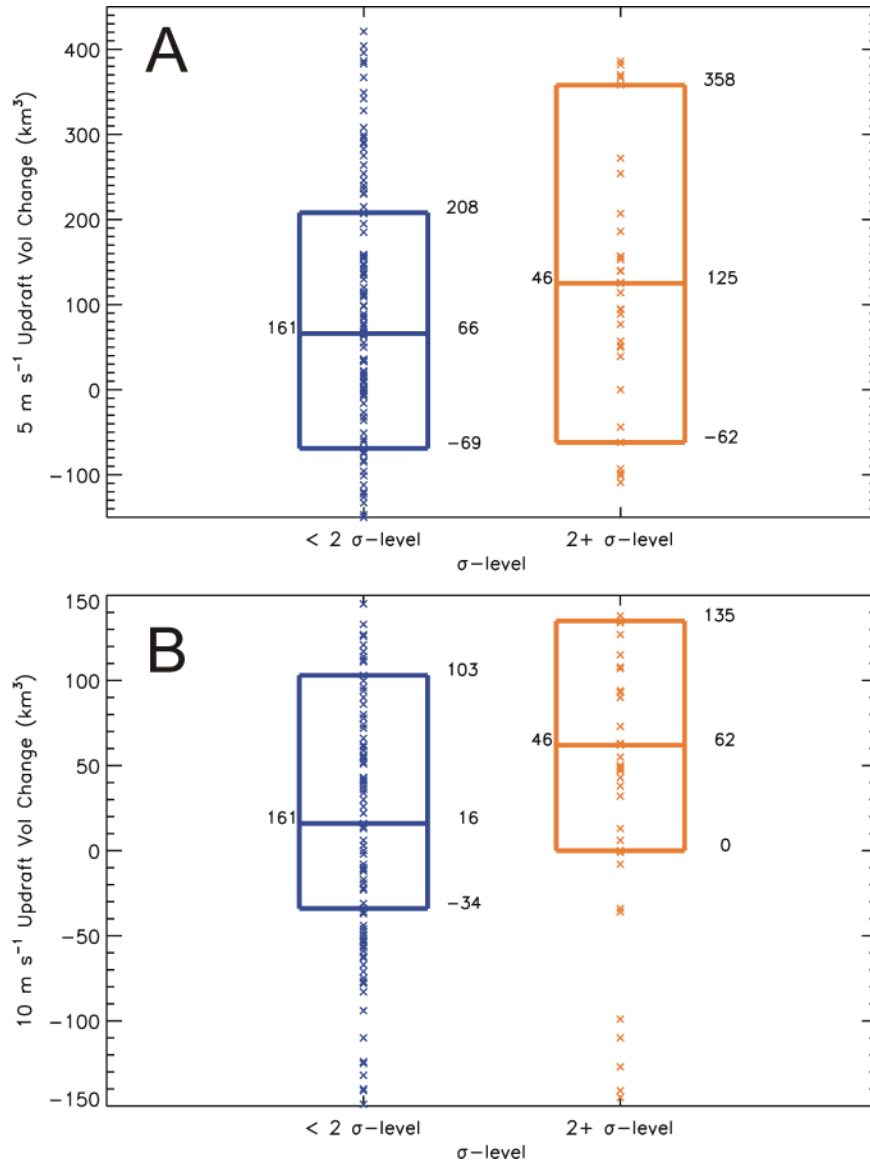 A
5 m s⁻¹ Updraft Vol Change (km³)
400
300
200
100
0
−100
208
161
66
−69
358
46
125
−62
< 2 σ−level
2+ σ−level
σ−level
B
10 m s⁻¹ Updraft Vol Change (km³)
150
100
50
0
−50
−100
−150
103
161
16
−34
135
46
62
0
< 2 σ−level
2+ σ−level
σ−level